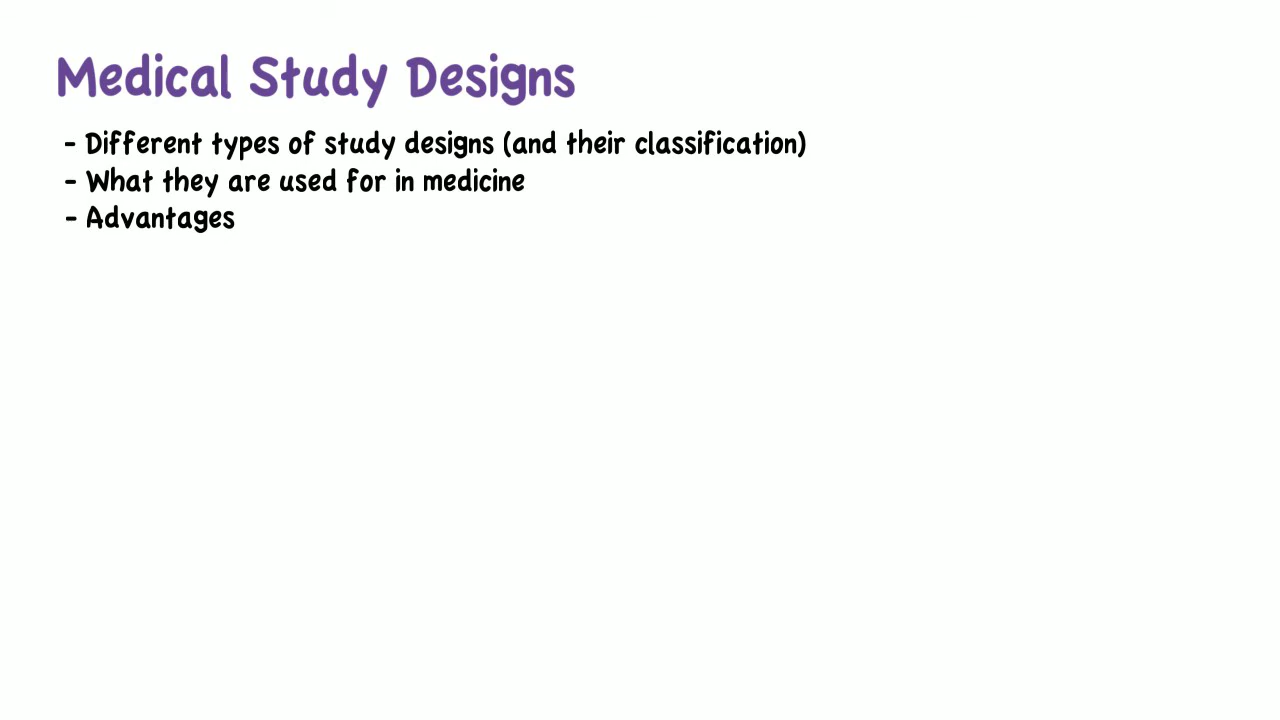 Medical Study Designs
- Different types of study designs (and their classification)
- What they are used for in medicine
- Advantages